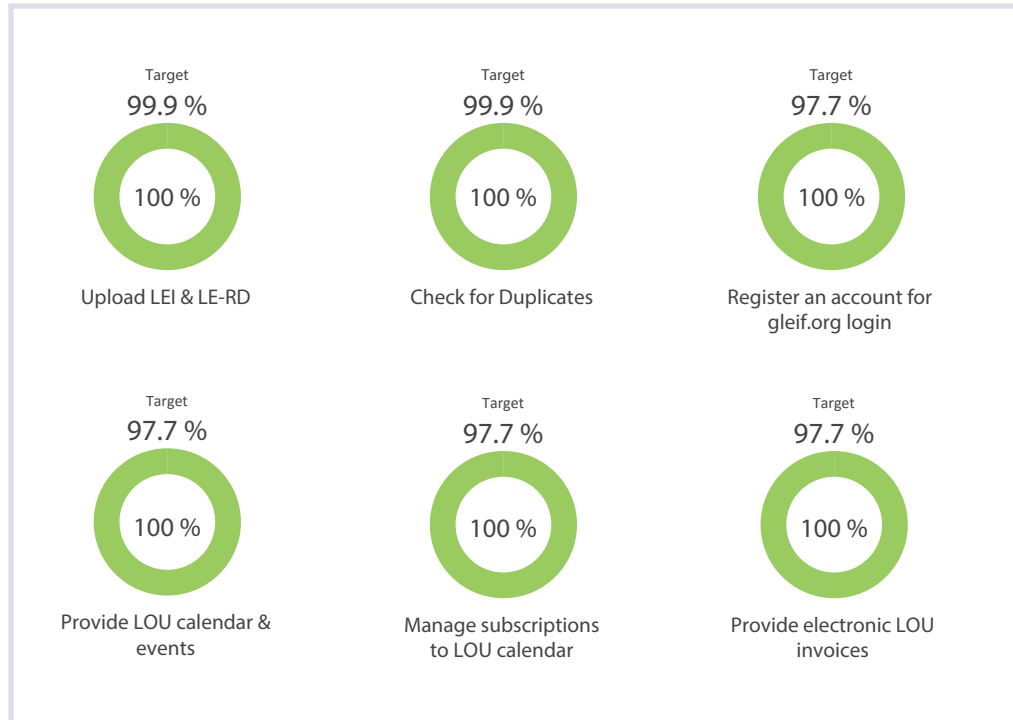 Target
99.9 %
100 %
Upload LEI & LE-RD
Target
99.9 %
100 %
Check for Duplicates
Target
97.7 %
100 %
Register an account for
gleif.org login
Target
97.7 %
100 %
Provide LOU calendar &
events
Target
97.7 %
100 %
Manage subscriptions
to LOU calendar
Target
97.7 %
100 %
Provide electronic LOU
invoices